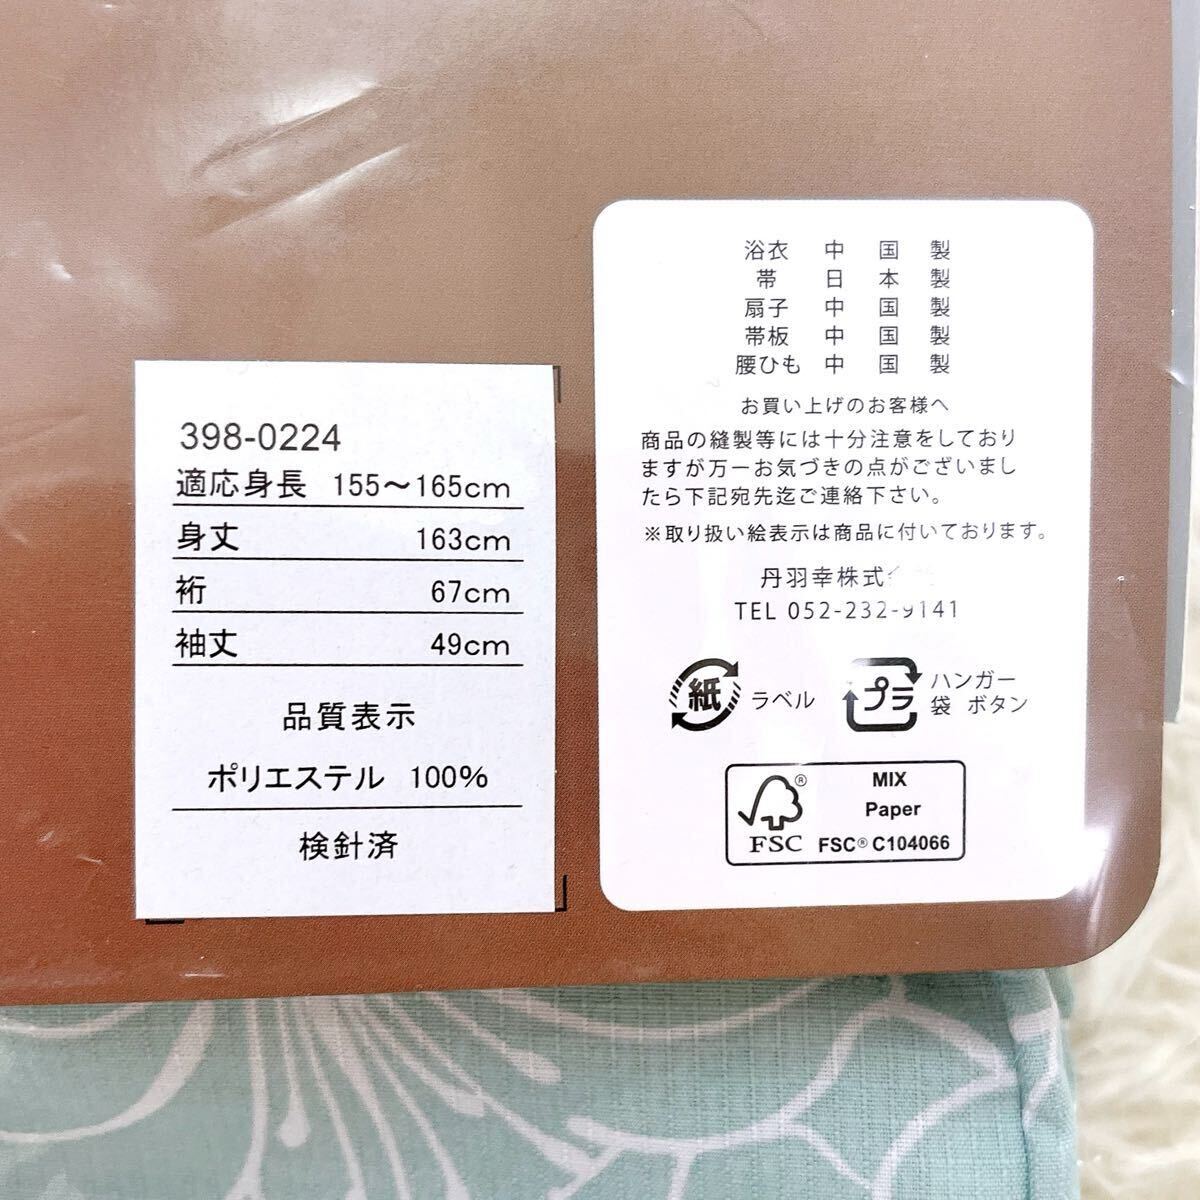 398-0224
適応身長 155～165cm
身丈 163cm
裄 67cm
袖丈 49cm
品質表示
ポリエステル 100%
検針済
浴衣 中国製
帯 日本製
扇子 中国製
帯板 中国製
腰ひも 中国製
お買い上げのお客様へ
商品の縫製等には十分注意をしており
ますが万一お気づきの点がございまし
たら下記宛先迄ご連絡下さい。
※取り扱い絵表示は商品に付いております。
丹羽幸株式
TEL 052-232-9141
紙 ラベル
プラ ハンガー
袋 ボタン
MIX
Paper
FSC® C104066
FSC